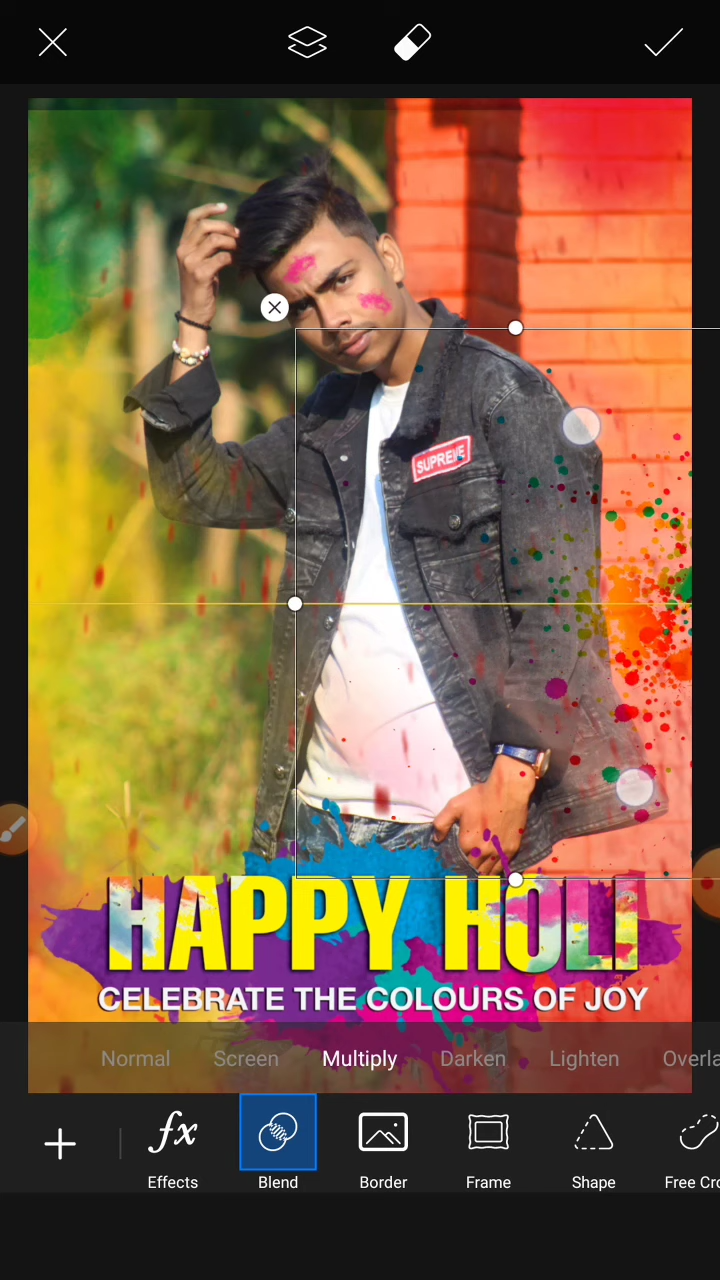 SUPREME
HAPPY HOLI
CELEBRATE THE COLOURS OF JOY
Normal Screen Multiply Darken Lighten Overla
fx
Effects Blend Border Frame Shape Free Cro